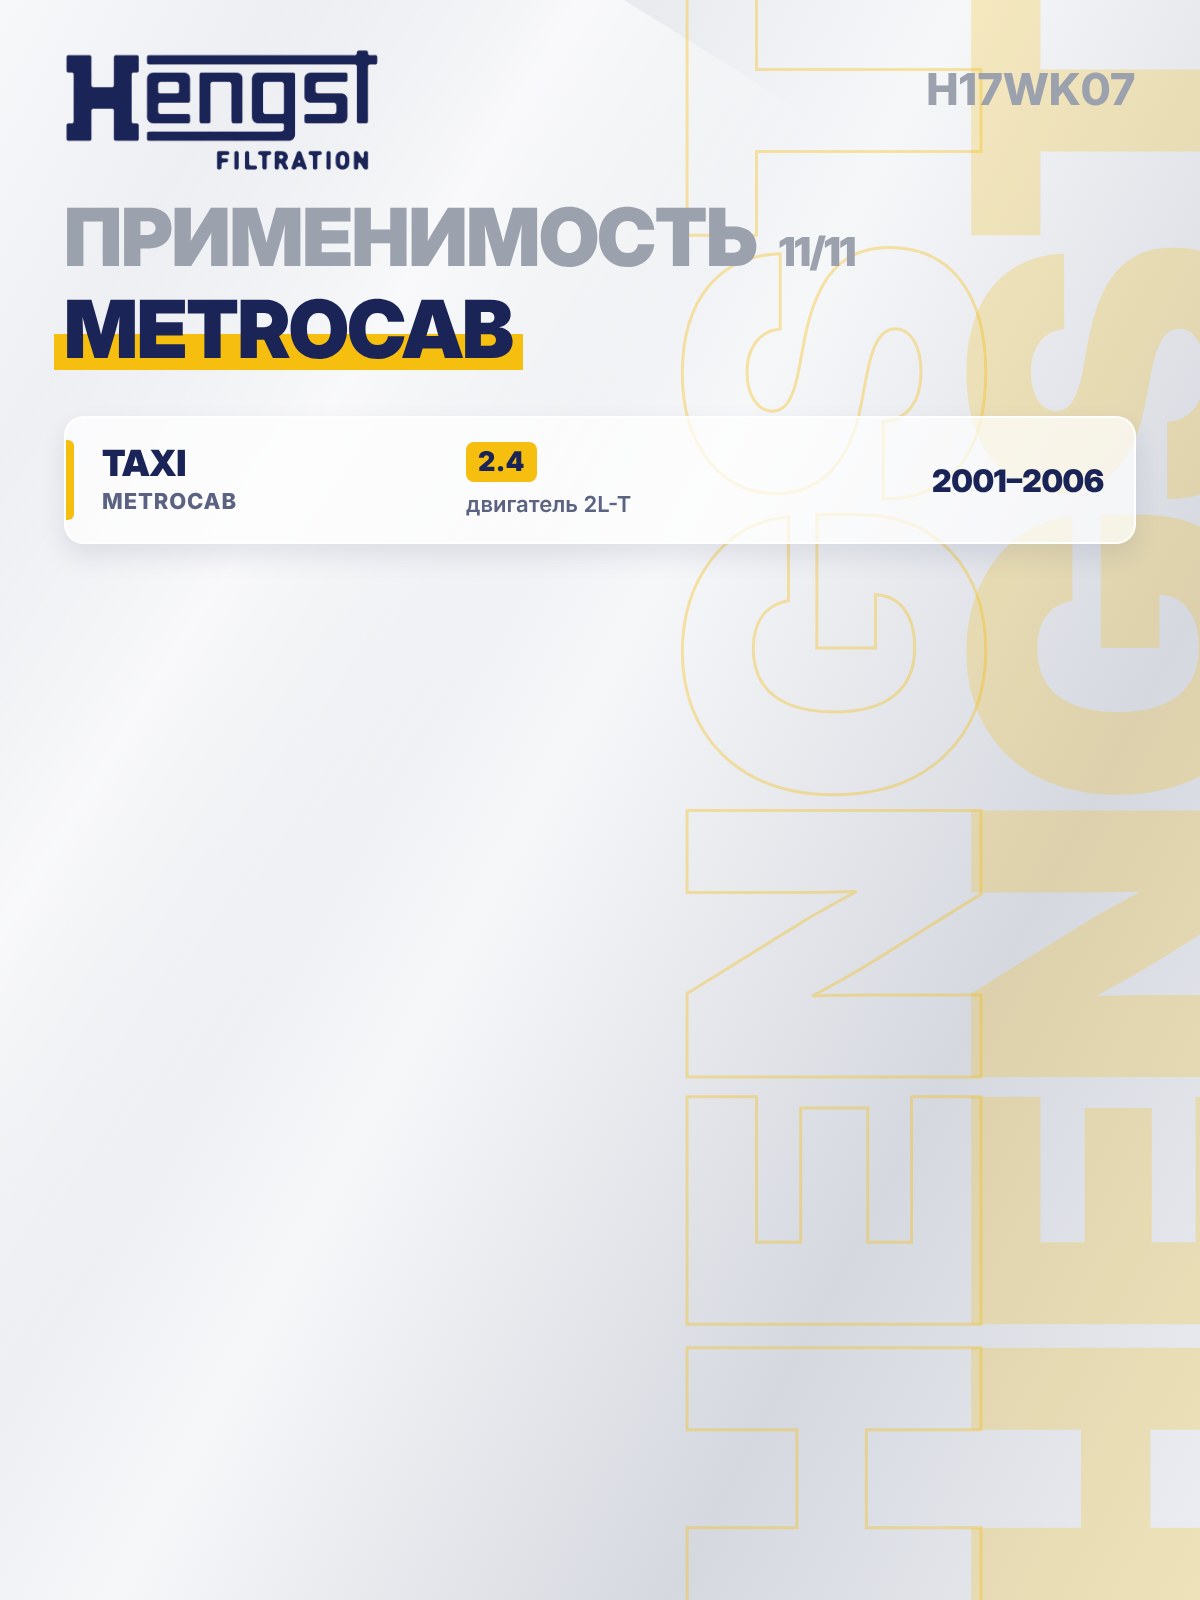 Hengst
FILTRATION
H17WK07
ПРИМЕНИМОСТЬ 11/11
METROCAB
TAXI
METROCAB
2.4
двигатель 2L-T
2001–2006
HENGST
HENGST